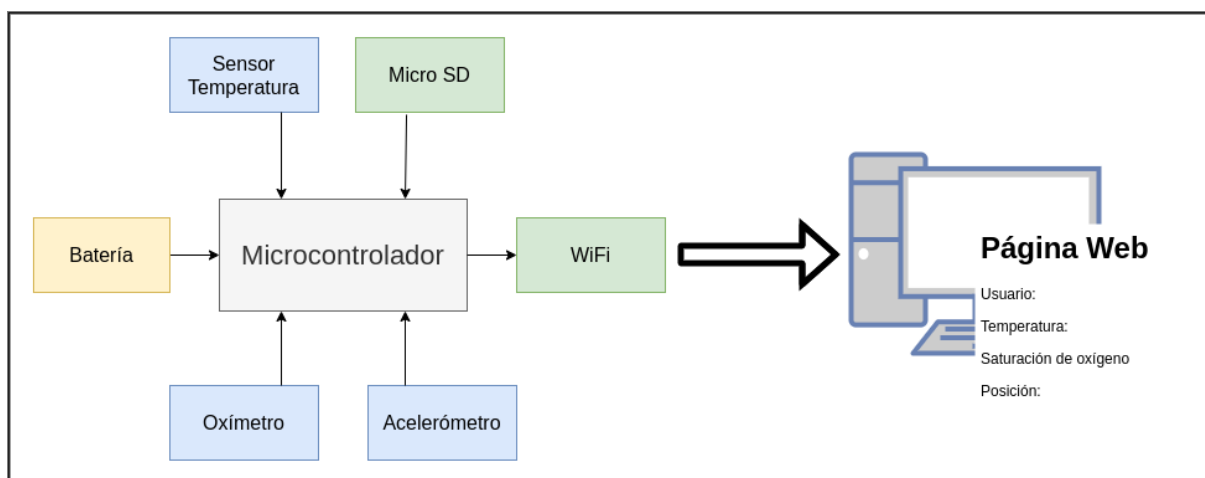 Sensor
Temperatura
Micro SD
Batería
Microcontrolador
WiFi
Oxímetro
Acelerómetro
Página Web
Usuario:
Temperatura:
Saturación de oxígeno
Posición: